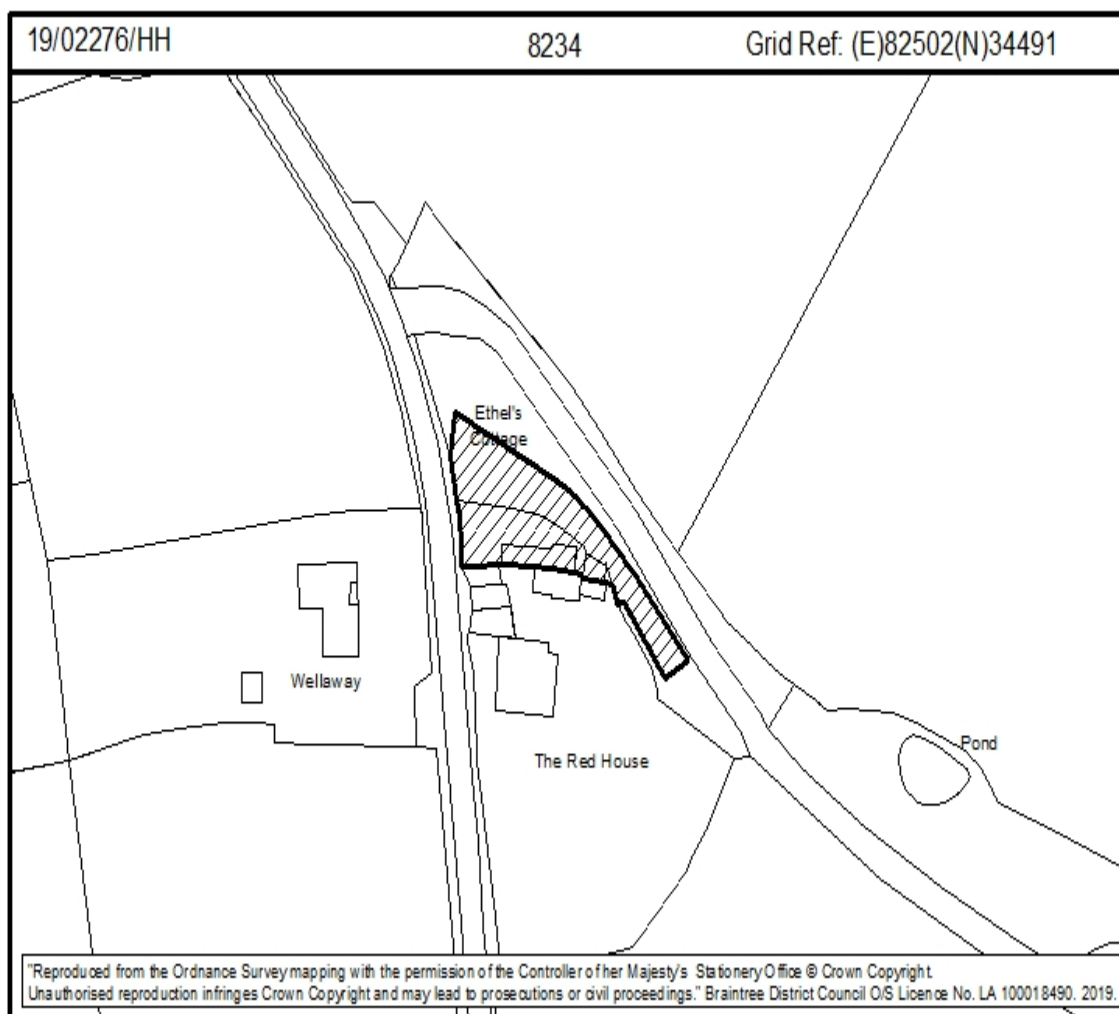 19/02276/HH 8234 Grid Ref: (E)82502(N)34491
Ethel's
Cottage
Wellaway
The Red House
Pond
"Reproduced from the Ordnance Survey mapping with the permission of the Controller of her Majesty's Stationery Office © Crown Copyright.
Unauthorised reproduction infringes Crown Copyright and may lead to prosecutions or civil proceedings." Braintree District Council O/S Licence No. LA 100018490. 2019.